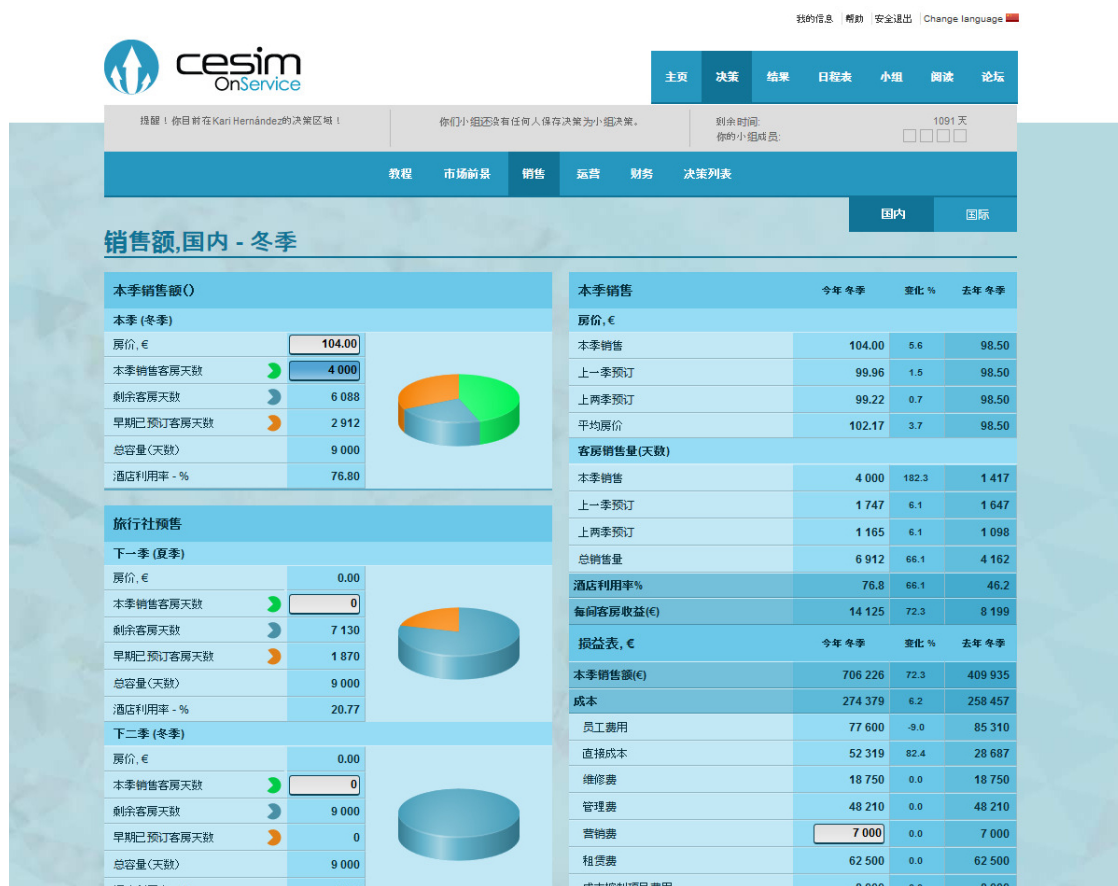 我的信息 帮助 安全退出 Change language
cesim
OnService
主页 决策 结果 日程表 小组 阅读 论坛
提醒！你目前在Kari Hernández的决策区域！
你们小组还没有任何人保存决策为小组决策。
剩余时间: 1091 天
你的小组成员:
教程 市场前景 销售 运营 财务 决策列表
国内 国际
销售额,国内 - 冬季
本季销售额()
本季 (冬季)
房价, € 104.00
本季销售客房天数 4 000
剩余客房天数 6 088
早期已预订客房天数 2 912
总容量(天数) 9 000
酒店利用率 - % 76.80
旅行社预售
下一季 (夏季)
房价, € 0.00
本季销售客房天数 0
剩余客房天数 7 130
早期已预订客房天数 1 870
总容量(天数) 9 000
酒店利用率 - % 20.77
下二季 (冬季)
房价, € 0.00
本季销售客房天数 0
剩余客房天数 9 000
早期已预订客房天数 0
总容量(天数) 9 000
本季销售 今年 冬季 变化 % 去年 冬季
房价, €
本季销售 104.00 5.6 98.50
上一季预订 99.96 1.5 98.50
上两季预订 99.22 0.7 98.50
平均房价 102.17 3.7 98.50
客房销售量(天数)
本季销售 4 000 182.3 1 417
上一季预订 1 747 6.1 1 647
上两季预订 1 165 6.1 1 098
总销售量 6 912 66.1 4 162
酒店利用率% 76.8 66.1 46.2
每间客房收益(€) 14 125 72.3 8 199
损益表, € 今年 冬季 变化 % 去年 冬季
本季销售额(€) 706 226 72.3 409 935
成本 274 379 6.2 258 457
员工费用 77 600 -9.0 85 310
直接成本 52 319 82.4 28 687
维修费 18 750 0.0 18 750
管理费 48 210 0.0 48 210
营销费 7 000 0.0 7 000
租赁费 62 500 0.0 62 500